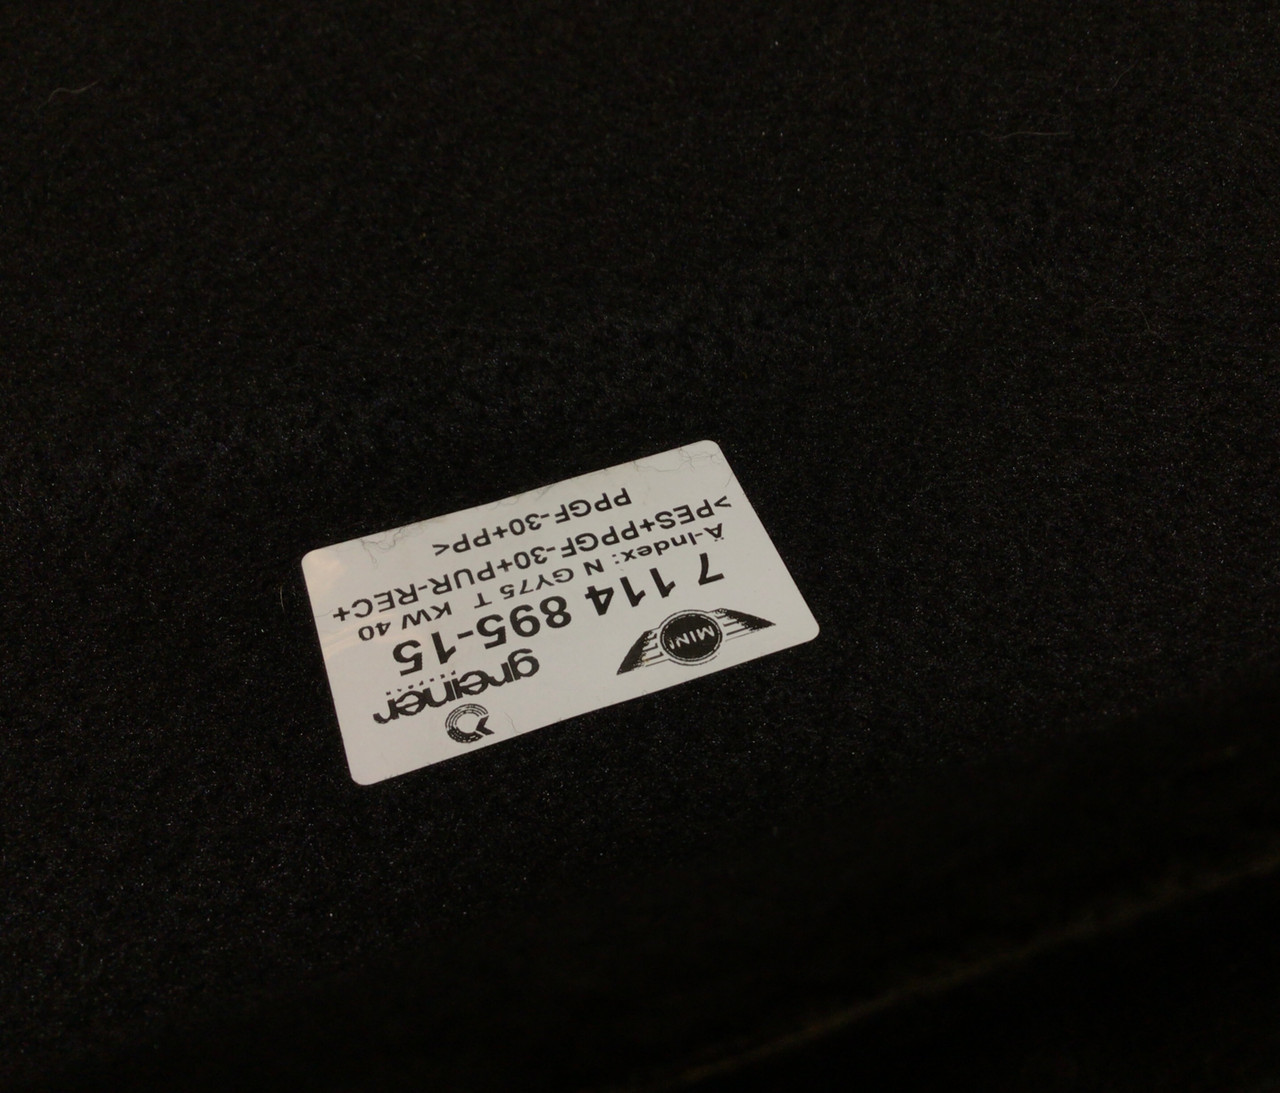 MINI
greiner
7 114 895-15
Ä-Index: N GY75 T KW 40
>PES+PPGF-30+PUR-REC+
PPGF-30+PP<